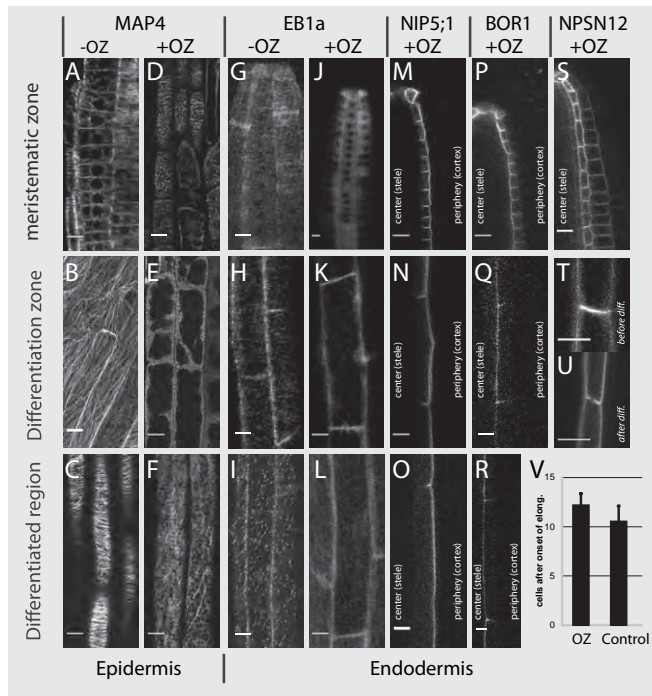 MAP4 EB1a NIP5;1 BOR1 NPSN12
-OZ +OZ -OZ +OZ +OZ +OZ +OZ
meristematic zone
A D G J M P S
center (stele) periphery (cortex) center (stele) periphery (cortex) center (stele)
Differentiation zone
B E H K N Q T
center (stele) periphery (cortex) center (stele) periphery (cortex) before diff.
U
after diff.
Differentiated region
C F I L O R V
center (stele) periphery (cortex) center (stele) periphery (cortex)
cells after onset of elong.
15
10
5
0
OZ Control
Epidermis Endodermis